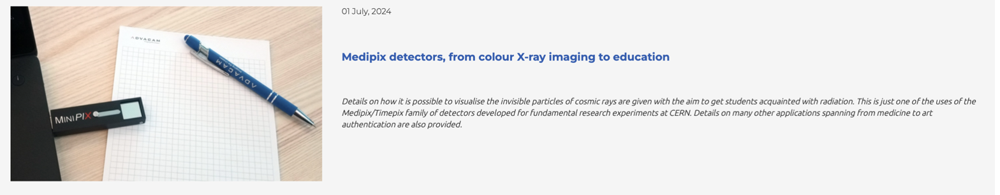 01 July, 2024
Medipix detectors, from colour X-ray imaging to education
Details on how it is possible to visualise the invisible particles of cosmic rays are given with the aim to get students acquainted with radiation. This is just one of the uses of the
Medipix/Timepix family of detectors developed for fundamental research experiments at CERN. Details on many other applications spanning from medicine to art
authentication are also provided.
ADVACAM
ADVACAM
MINIPIX